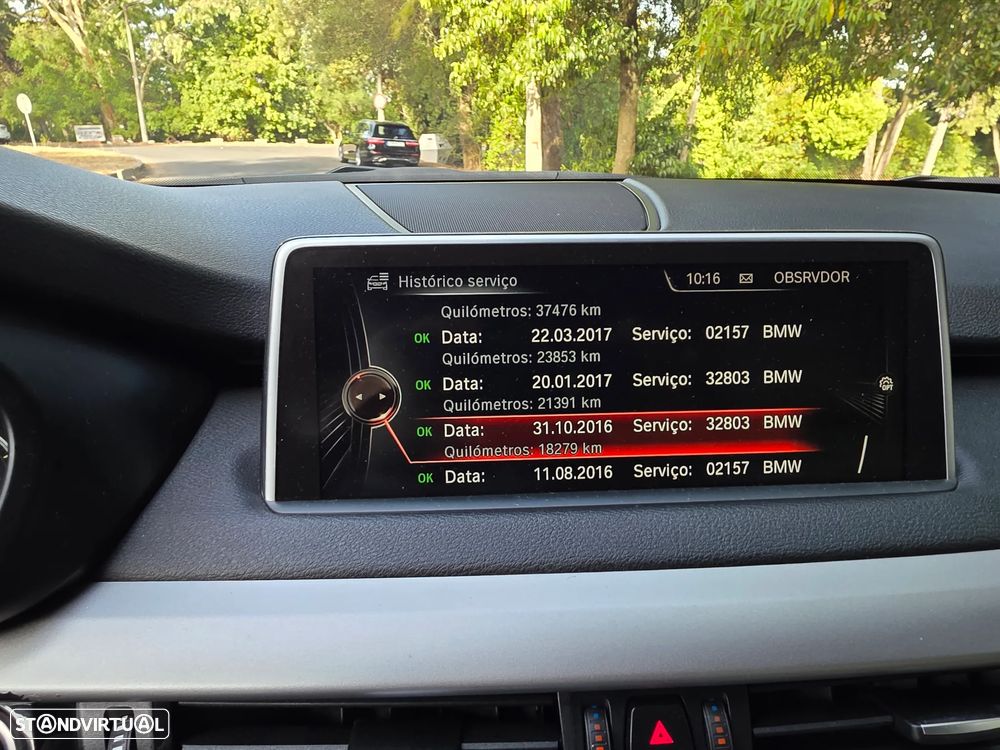 Histórico serviço 10:16 OBSRVDOR
Quilómetros: 37476 km
OK Data: 22.03.2017 Serviço: 02157 BMW
Quilómetros: 23853 km
OK Data: 20.01.2017 Serviço: 32803 BMW
Quilómetros: 21391 km
OK Data: 31.10.2016 Serviço: 32803 BMW
Quilómetros: 18279 km
OK Data: 11.08.2016 Serviço: 02157 BMW
OPT
STANDVIRTUAL